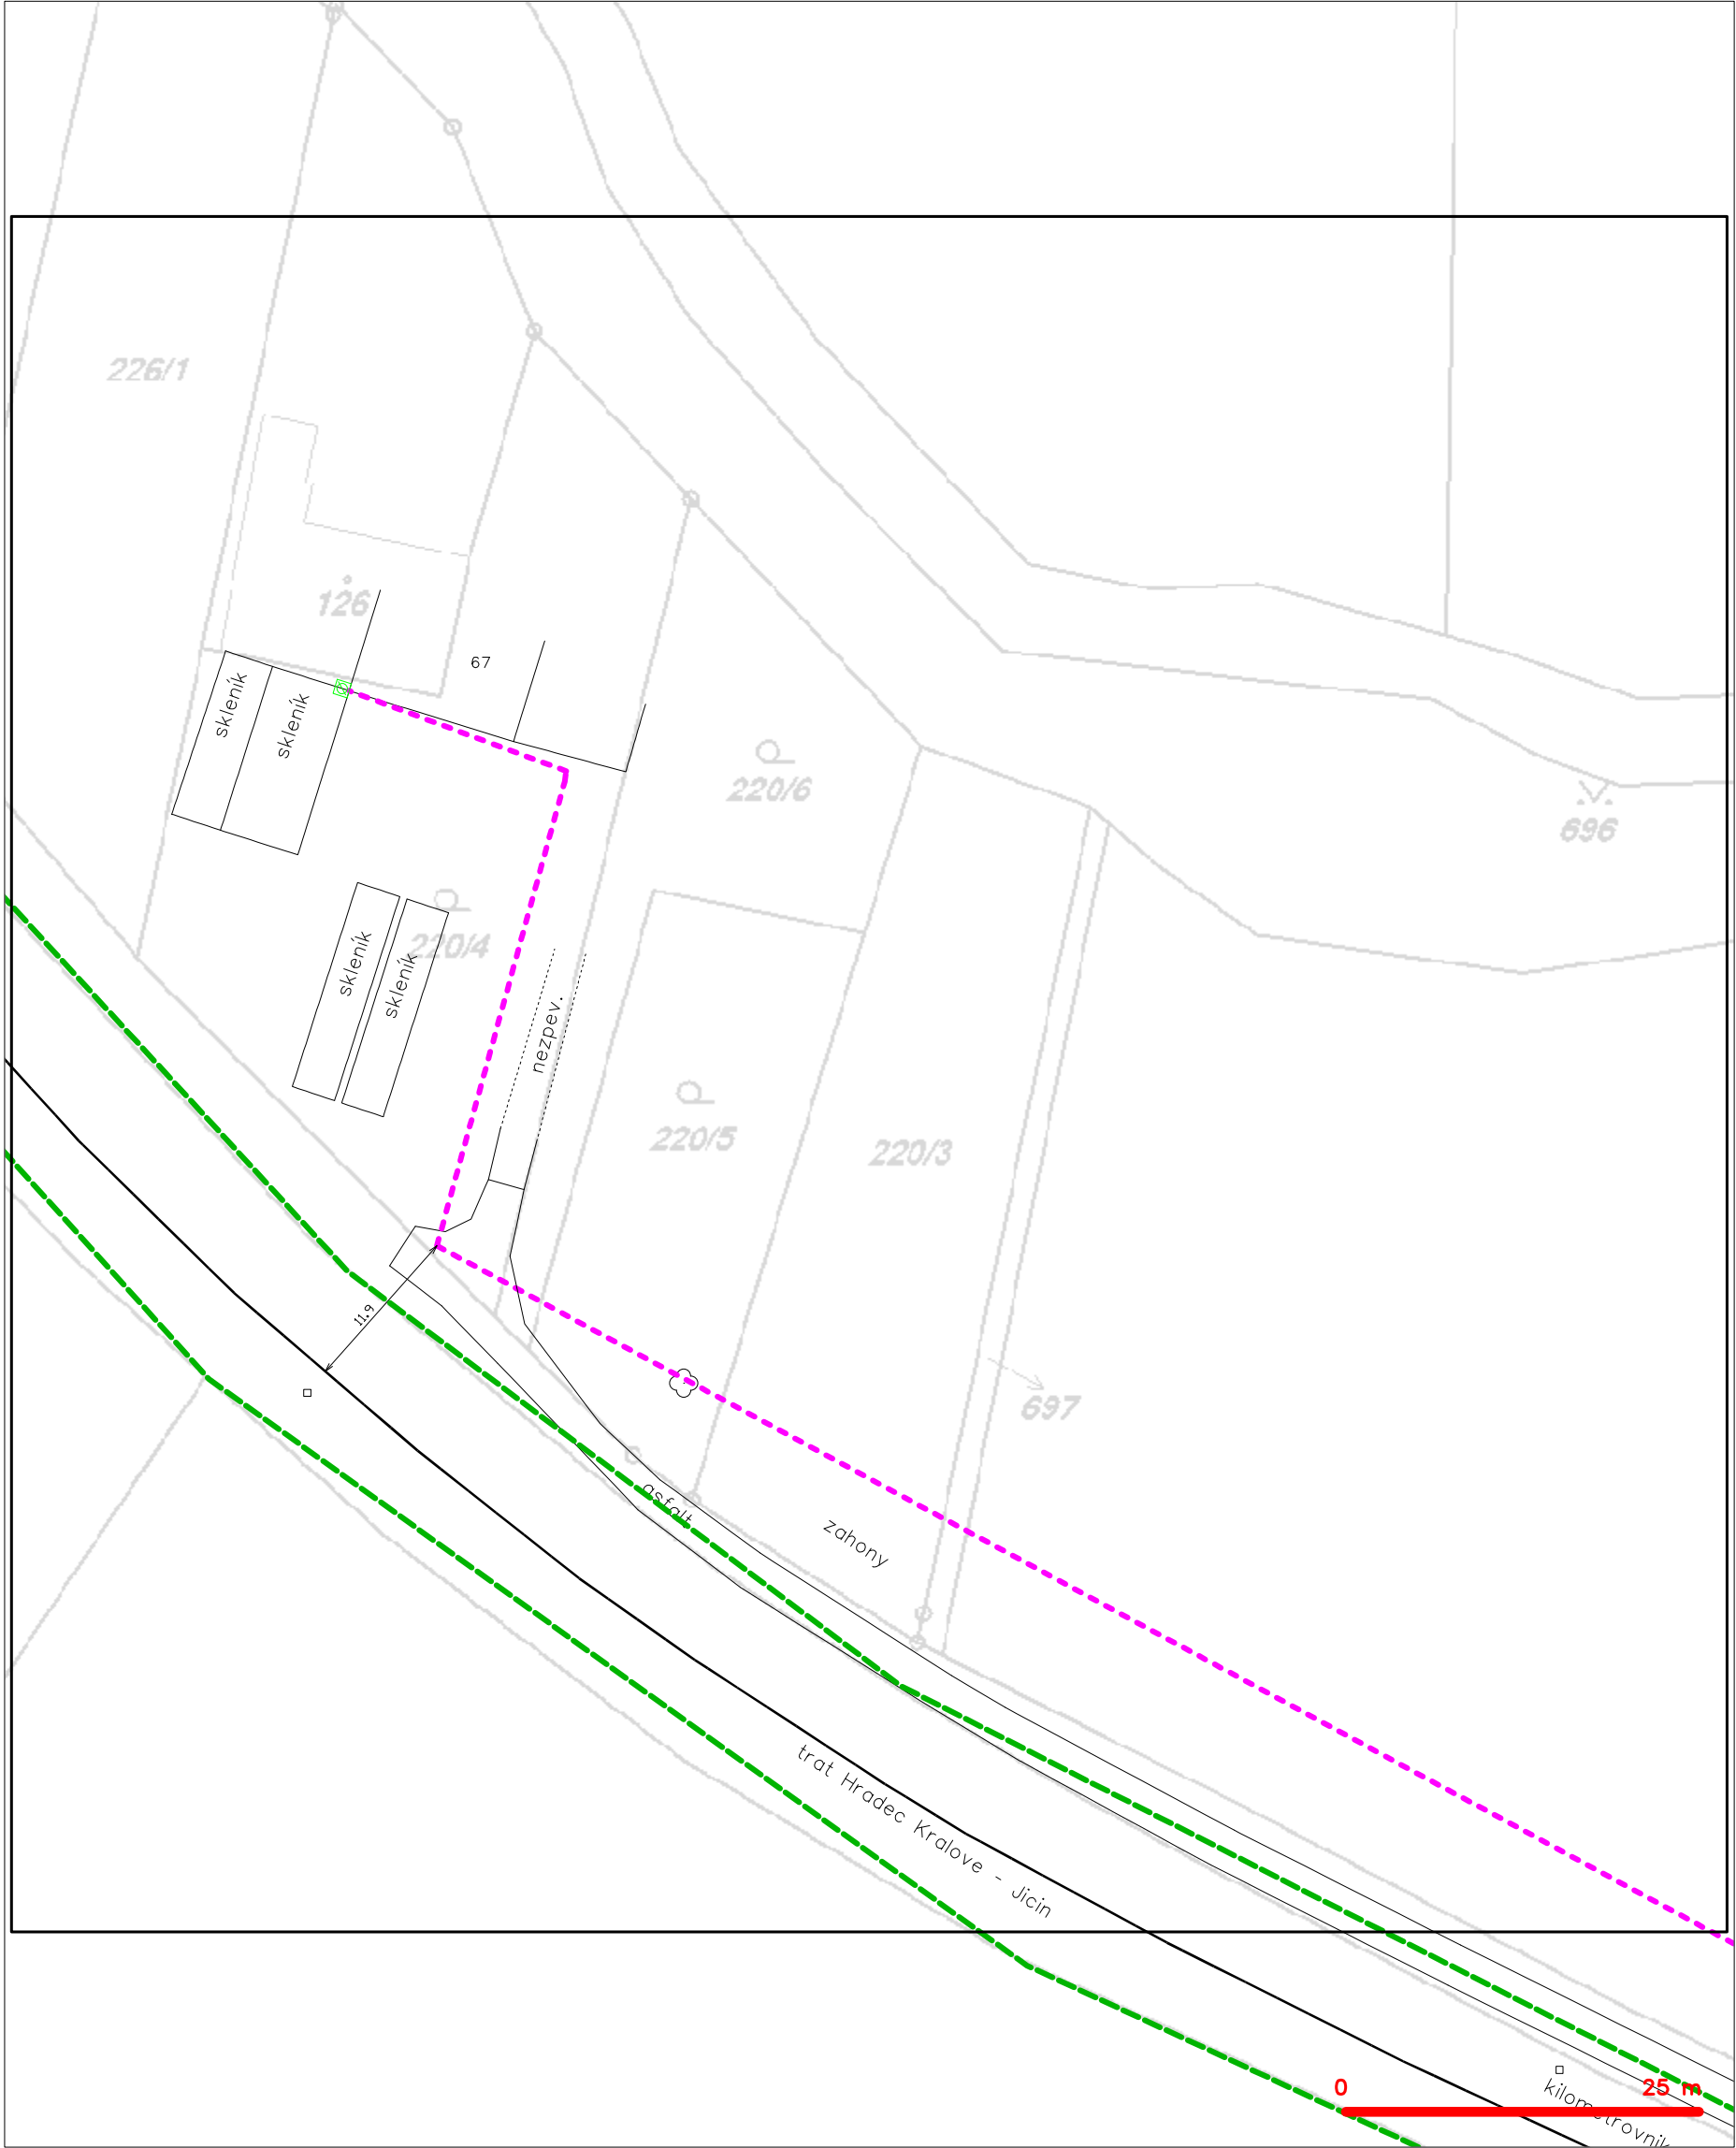 226/1
126
67
skleník
skleník
220/6
696
220/4
skleník
skleník
nezpev.
220/5
220/3
11.9
697
asfalt
zahony
trat Hradec Kralove - Jicin
0 25 m
kilometrovnik